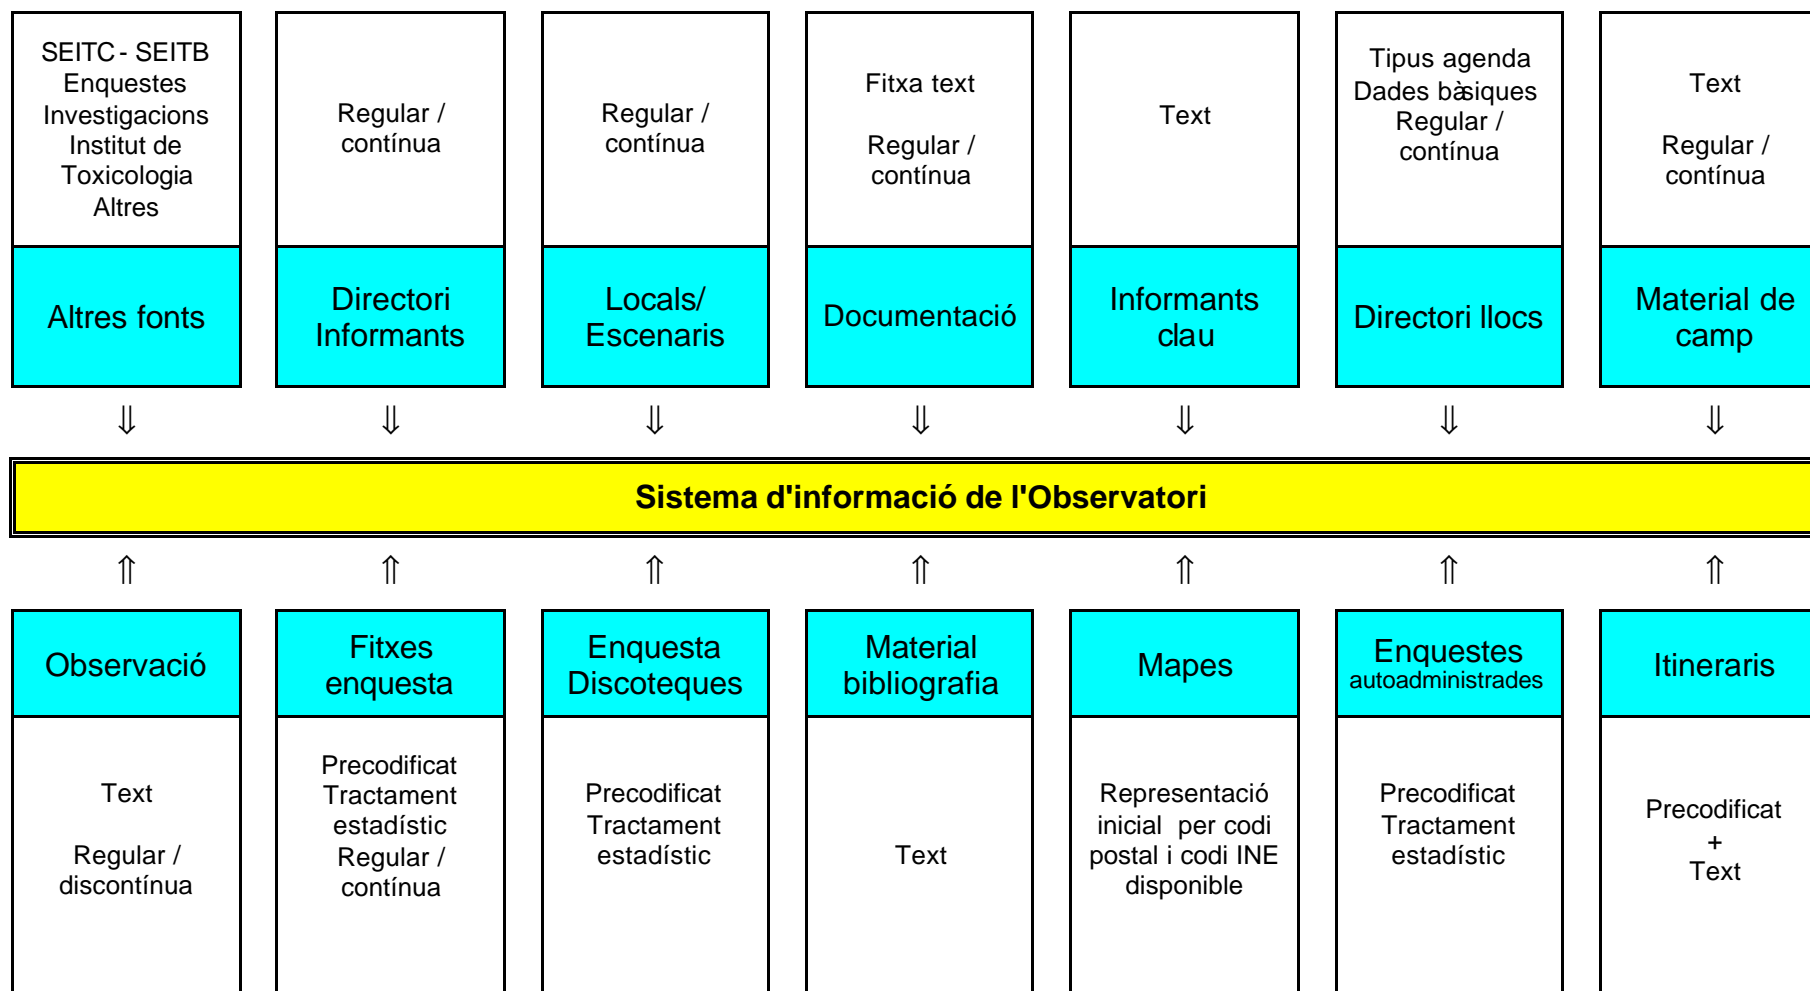 SEITC - SEITB
Enquestes
Investigacions
Institut de
Toxicologia
Altres
Altres fonts
Regular /
contínua
Directori
Informants
Regular /
contínua
Locals/
Escenaris
Fitxa text
Regular /
contínua
Documentació
Text
Informants
clau
Tipus agenda
Dades bàsiques
Regular /
contínua
Directori llocs
Text
Regular /
contínua
Material de
camp
⇓ ⇓ ⇓ ⇓ ⇓ ⇓ ⇓
Sistema d'informació de l'Observatori
⇑ ⇑ ⇑ ⇑ ⇑ ⇑ ⇑
Observació
Text
Regular /
discontínua
Fitxes
enquesta
Precodificat
Tractament
estadístic
Regular /
contínua
Enquesta
Discoteques
Precodificat
Tractament
estadístic
Material
bibliografia
Text
Mapes
Representació
inicial per codi
postal i codi INE
disponible
Enquestes
autoadministrades
Precodificat
Tractament
estadístic
Itineraris
Precodificat
+
Text